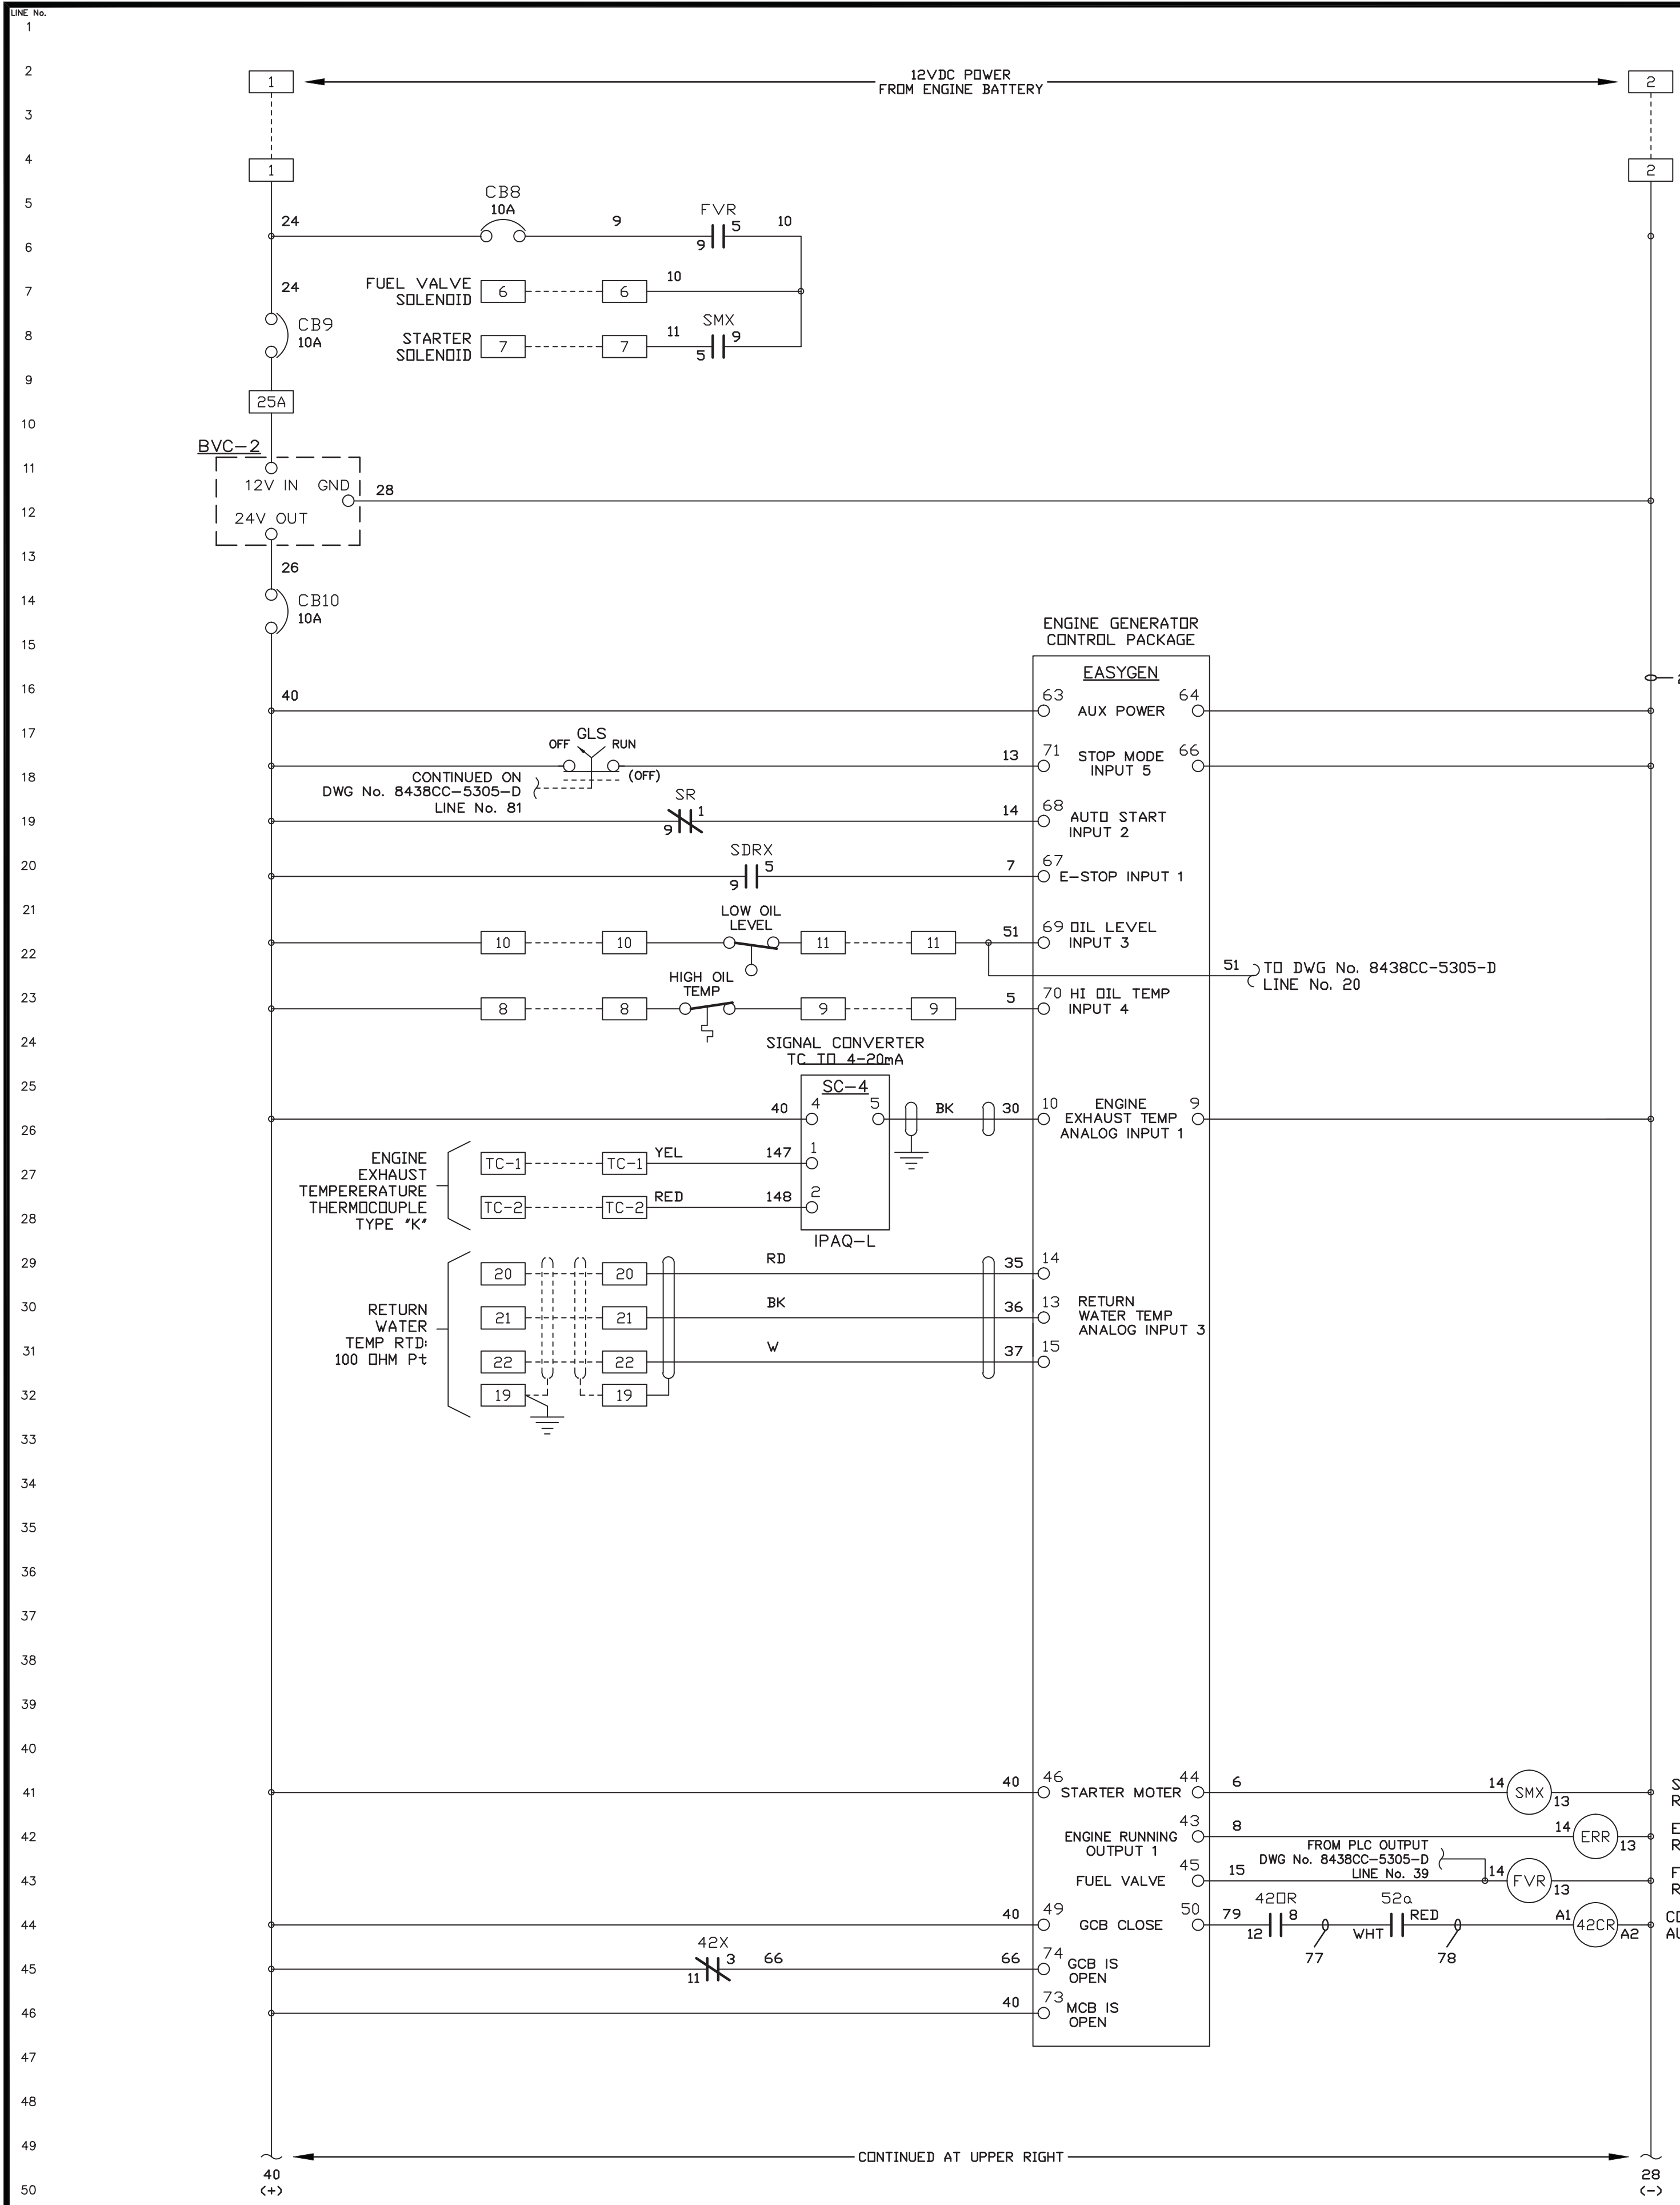 LINE No.
1
2
1
12VDC POWER
FROM ENGINE BATTERY
2
3
4
1
2
5
CB8
10A
FVR
24
9
5
10
6
9
7
24
FUEL VALVE
SOLENOID
6
6
10
8
CB9
10A
STARTER
SOLENOID
7
7
11
SMX
9
5
9
25A
10
BVC-2
11
12V IN
GND
28
12
24V OUT
13
26
14
CB10
10A
ENGINE GENERATOR
CONTROL PACKAGE
15
EASYGEN
16
40
63
AUX POWER
64
17
GLS
OFF
RUN
13
71
STOP MODE
INPUT 5
66
18
(OFF)
CONTINUED ON
DWG No. 8438CC-5305-D
LINE No. 81
19
SR
1
9
14
68
AUTO START
INPUT 2
20
SDRX
5
9
7
67
E-STOP INPUT 1
21
LOW OIL
LEVEL
22
10
10
11
11
51
69 OIL LEVEL
INPUT 3
51
TO DWG No. 8438CC-5305-D
LINE No. 20
23
HIGH OIL
TEMP
8
8
9
9
5
70 HI OIL TEMP
INPUT 4
24
SIGNAL CONVERTER
TC TO 4-20mA
25
SC-4
40
4
5
BK
30
10
ENGINE
EXHAUST TEMP
ANALOG INPUT 1
9
26
ENGINE
EXHAUST
TEMPERERATURE
THERMOCOUPLE
TYPE "K"
27
TC-1
TC-1
YEL
147
1
28
TC-2
TC-2
RED
148
2
IPAQ-L
29
20
20
RD
35
14
30
RETURN
WATER
TEMP RTD:
100 OHM Pt
21
21
BK
36
13
RETURN
WATER TEMP
ANALOG INPUT 3
31
22
22
W
37
15
32
19
19
33
34
35
36
37
38
39
40
41
40
46
STARTER MOTER
44
6
14
SMX
13
42
ENGINE RUNNING
OUTPUT 1
43
8
14
ERR
13
FROM PLC OUTPUT
DWG No. 8438CC-5305-D
LINE No. 39
43
FUEL VALVE
45
15
14
FVR
13
44
40
49
GCB CLOSE
50
79
42OR
8
12
77
52a
WHT
RED
78
A1
42CR
A2
45
42X
3
11
66
66
74
GCB IS
OPEN
46
40
73
MCB IS
OPEN
47
48
49
CONTINUED AT UPPER RIGHT
50
40
(+)
28
(-)